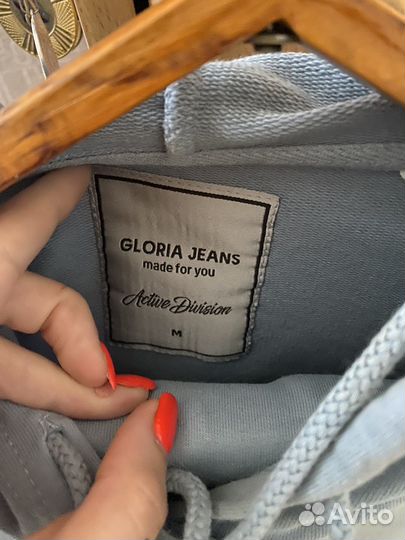 GLORIA JEANS
made for you
Active Division
M
Avito